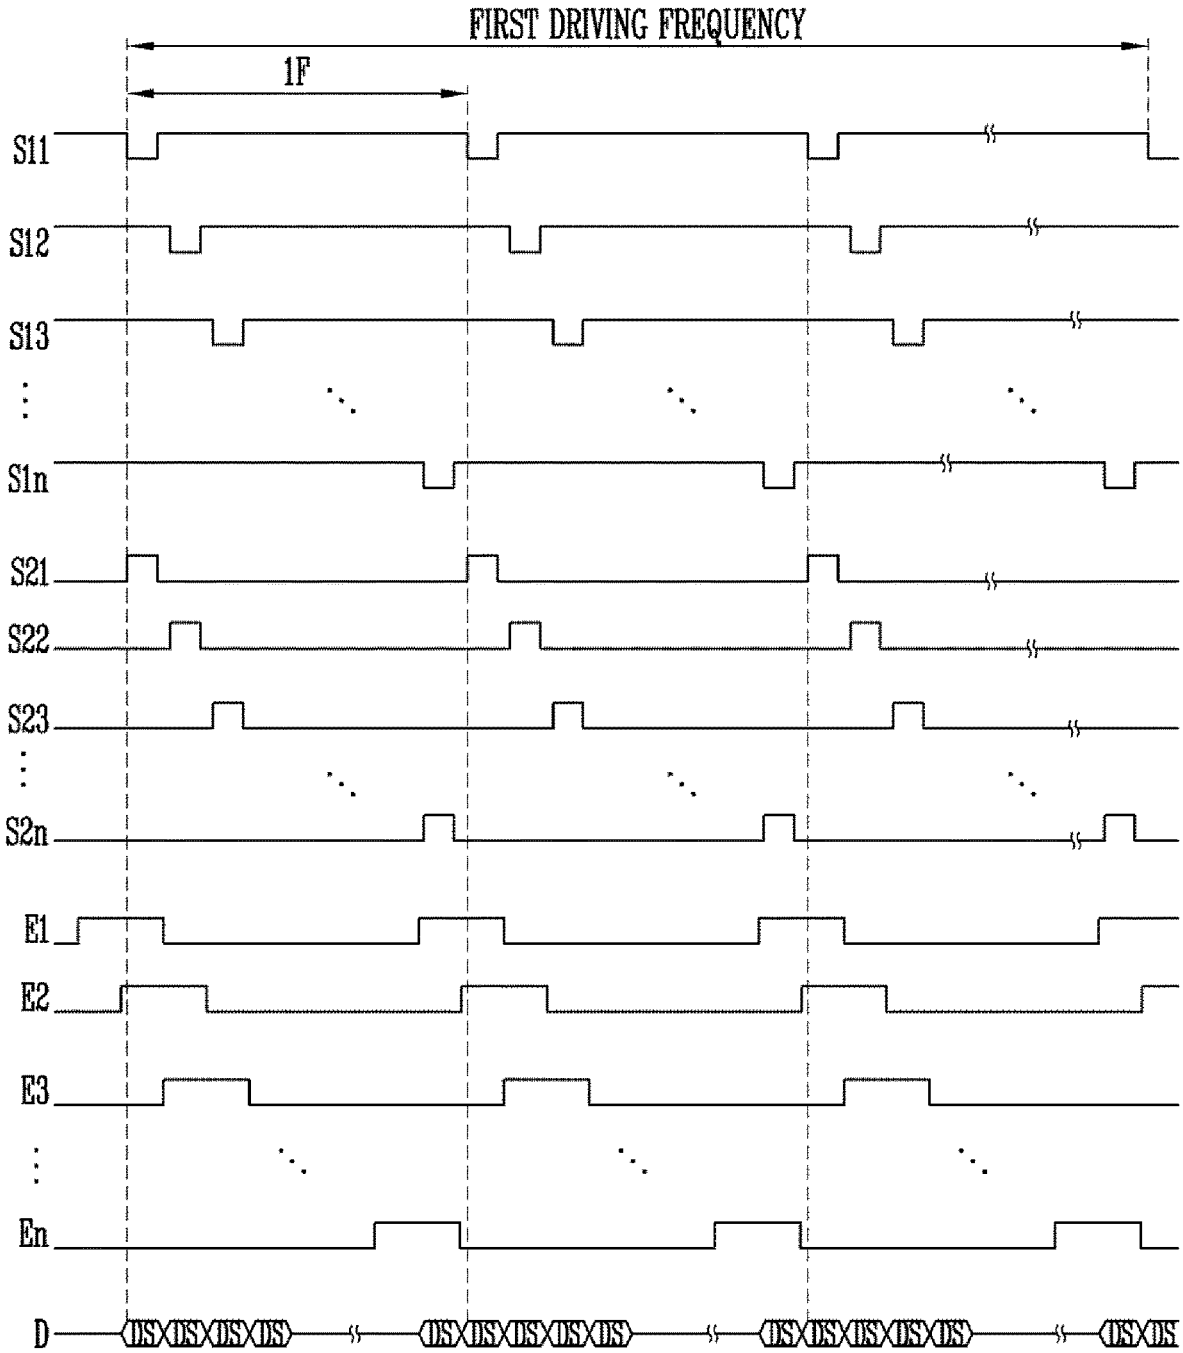 FIRST DRIVING FREQUENCY
1F
S11
S12
S13
S1n
S21
S22
S23
S2n
E1
E2
E3
En
D DS DS DS DS DS DS DS DS DS DS DS DS DS DS DS DS